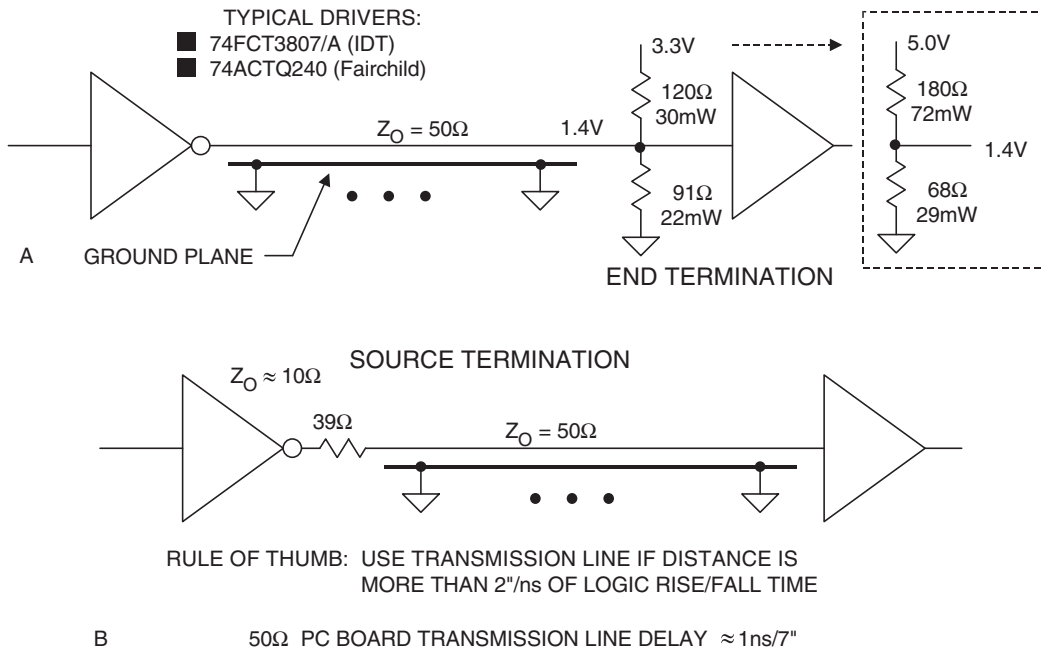 TYPICAL DRIVERS:
■ 74FCT3807/A (IDT)
■ 74ACTQ240 (Fairchild)
3.3V
5.0V
120Ω
30mW
180Ω
72mW
Z_O = 50Ω
1.4V
1.4V
91Ω
22mW
68Ω
29mW
A
GROUND PLANE
END TERMINATION
SOURCE TERMINATION
Z_O ≈ 10Ω
39Ω
Z_O = 50Ω
RULE OF THUMB: USE TRANSMISSION LINE IF DISTANCE IS
MORE THAN 2"/ns OF LOGIC RISE/FALL TIME
B
50Ω PC BOARD TRANSMISSION LINE DELAY ≈ 1ns/7"